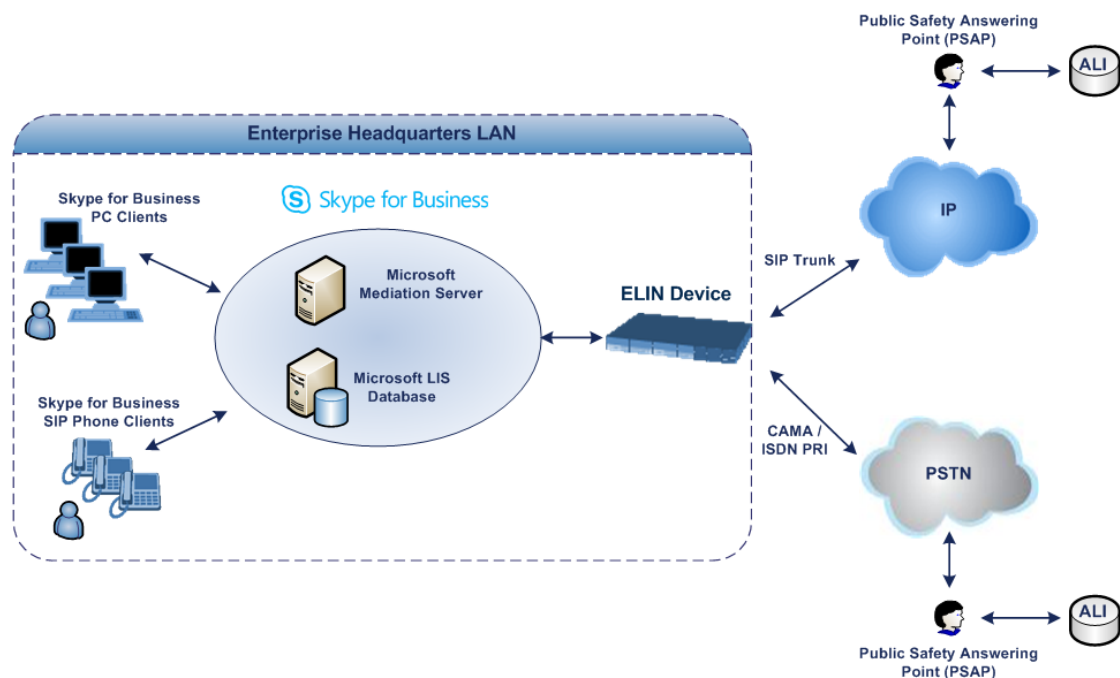 Public Safety Answering
Point (PSAP)
ALI
Enterprise Headquarters LAN
Skype for Business
PC Clients
S Skype for Business
IP
Microsoft
Mediation Server
SIP Trunk
ELIN Device
Microsoft LIS
Database
Skype for Business
SIP Phone Clients
CAMA /
ISDN PRI
PSTN
ALI
Public Safety Answering
Point (PSAP)